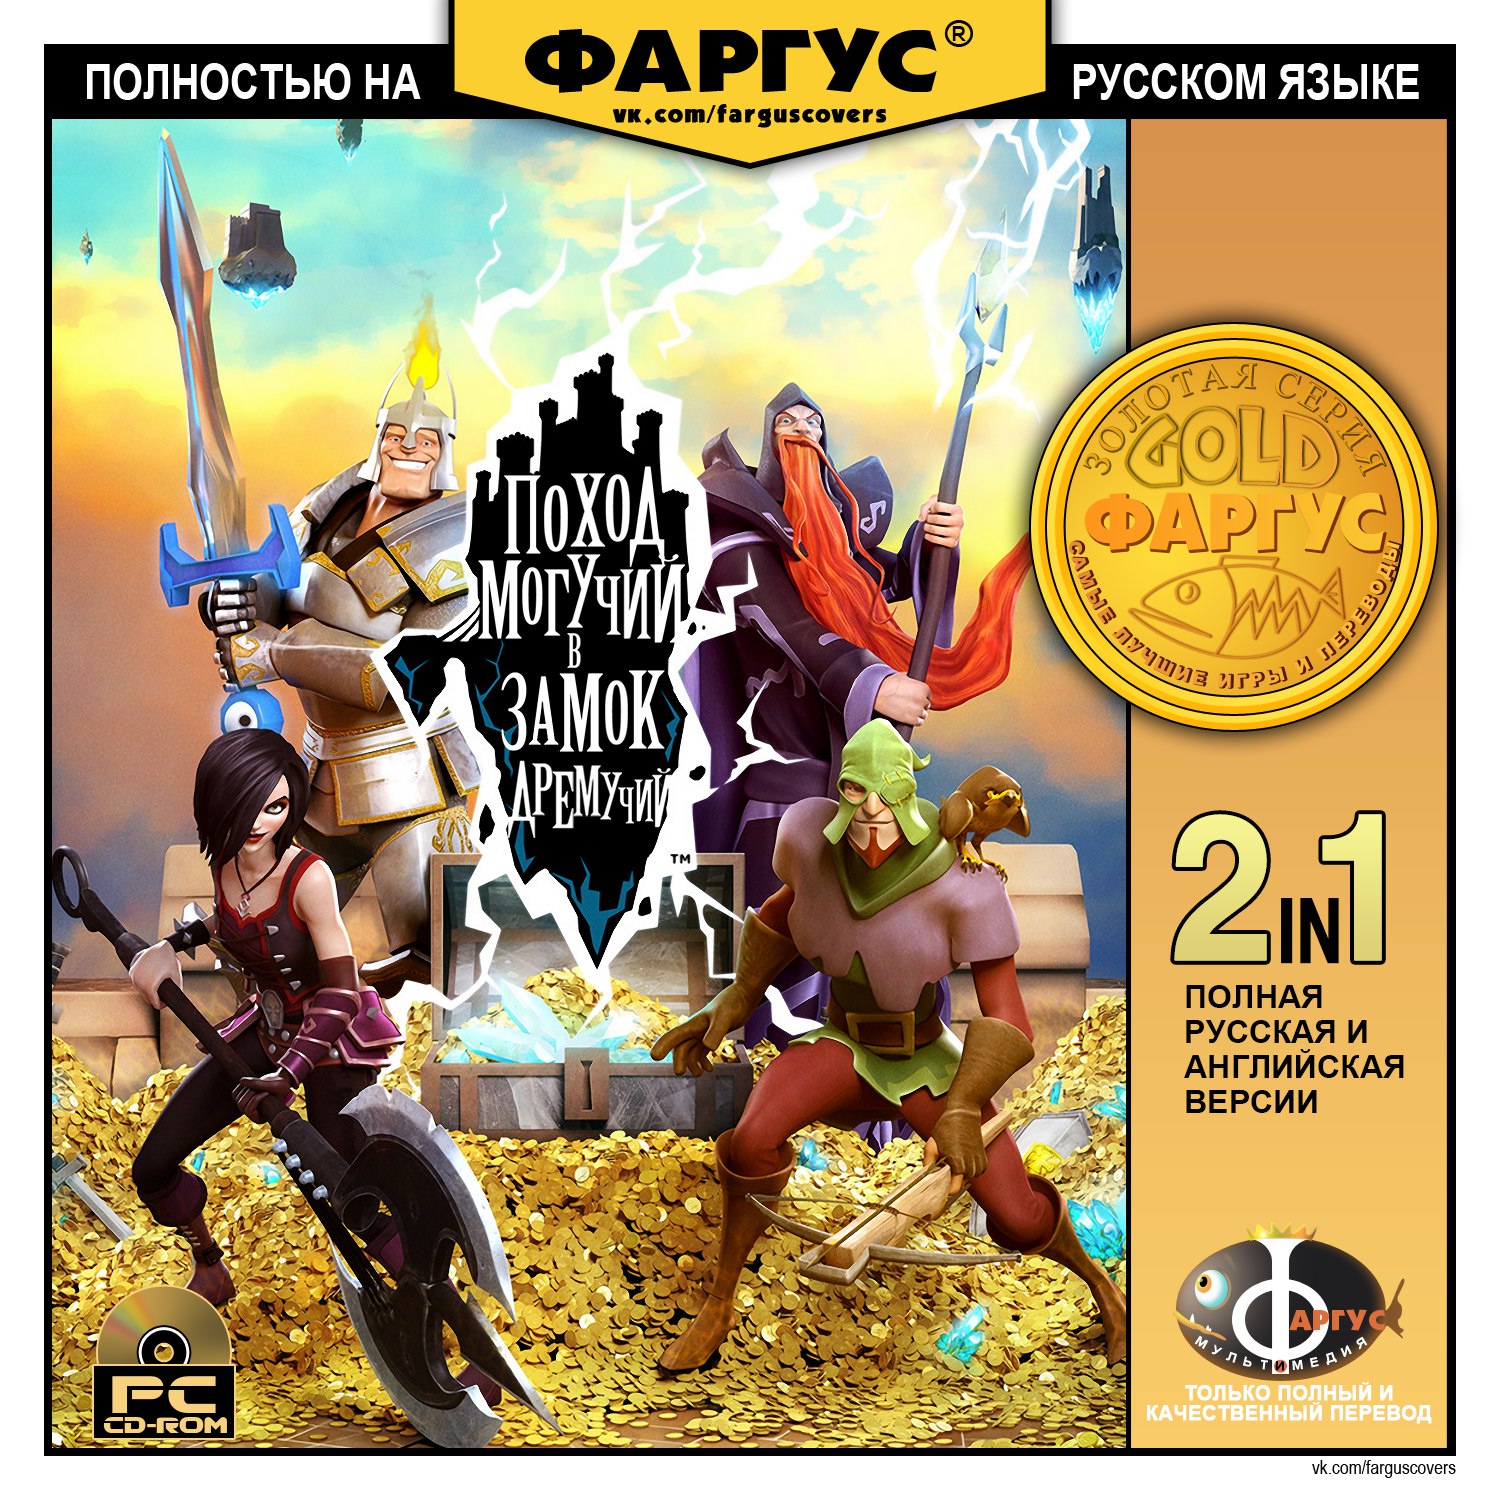 ПОЛНОСТЬЮ НА
ФАРГУС®
vk.com/farguscovers
РУССКОМ ЯЗЫКЕ
ПОХОД
МОГУЧИЙ
В
ЗАМОК
ДРЕМУЧИЙ
TM
ЗОЛОТАЯ СЕРИЯ
GOLD
ФАРГУС
САМЫЕ ЛУЧШИЕ ИГРЫ И ПЕРЕВОДЫ
2IN1
ПОЛНАЯ
РУССКАЯ И
АНГЛИЙСКАЯ
ВЕРСИИ
ФАРГУС
МУЛЬТИМЕДИЯ
ТОЛЬКО ПОЛНЫЙ И
КАЧЕСТВЕННЫЙ ПЕРЕВОД
PC
CD-ROM
vk.com/farguscovers